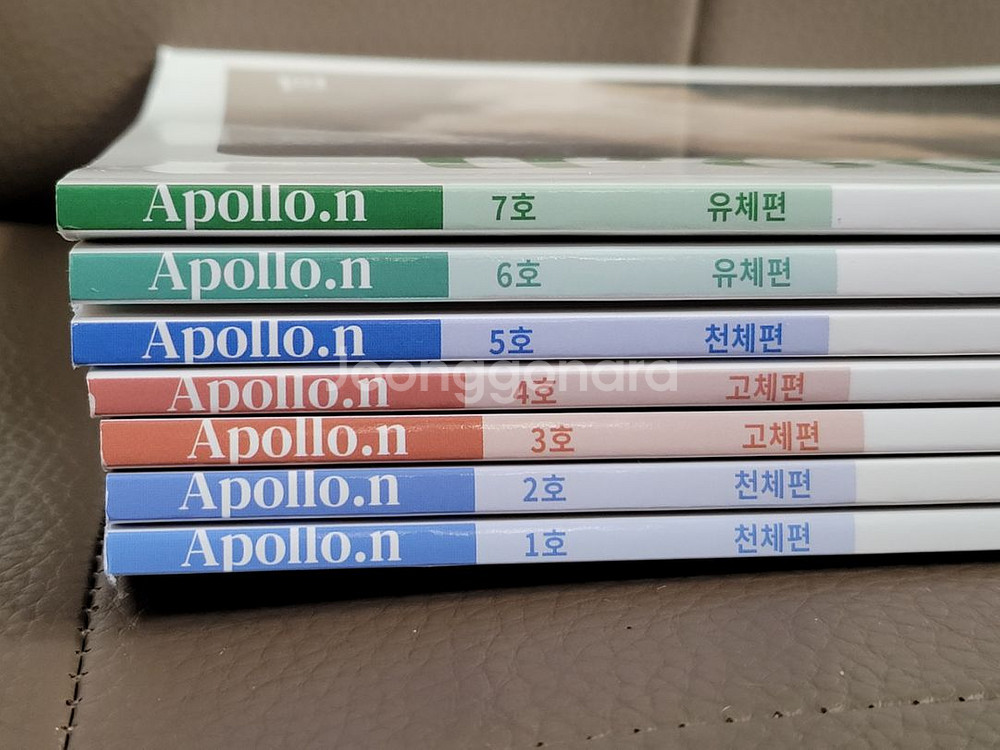 Apollo.n 7호 유체편
Apollo.n 6호 유체편
Apollo.n 5호 천체편
Joonggonara
Apollo.n 4호 고체편
Apollo.n 3호 고체편
Apollo.n 2호 천체편
Apollo.n 1호 천체편